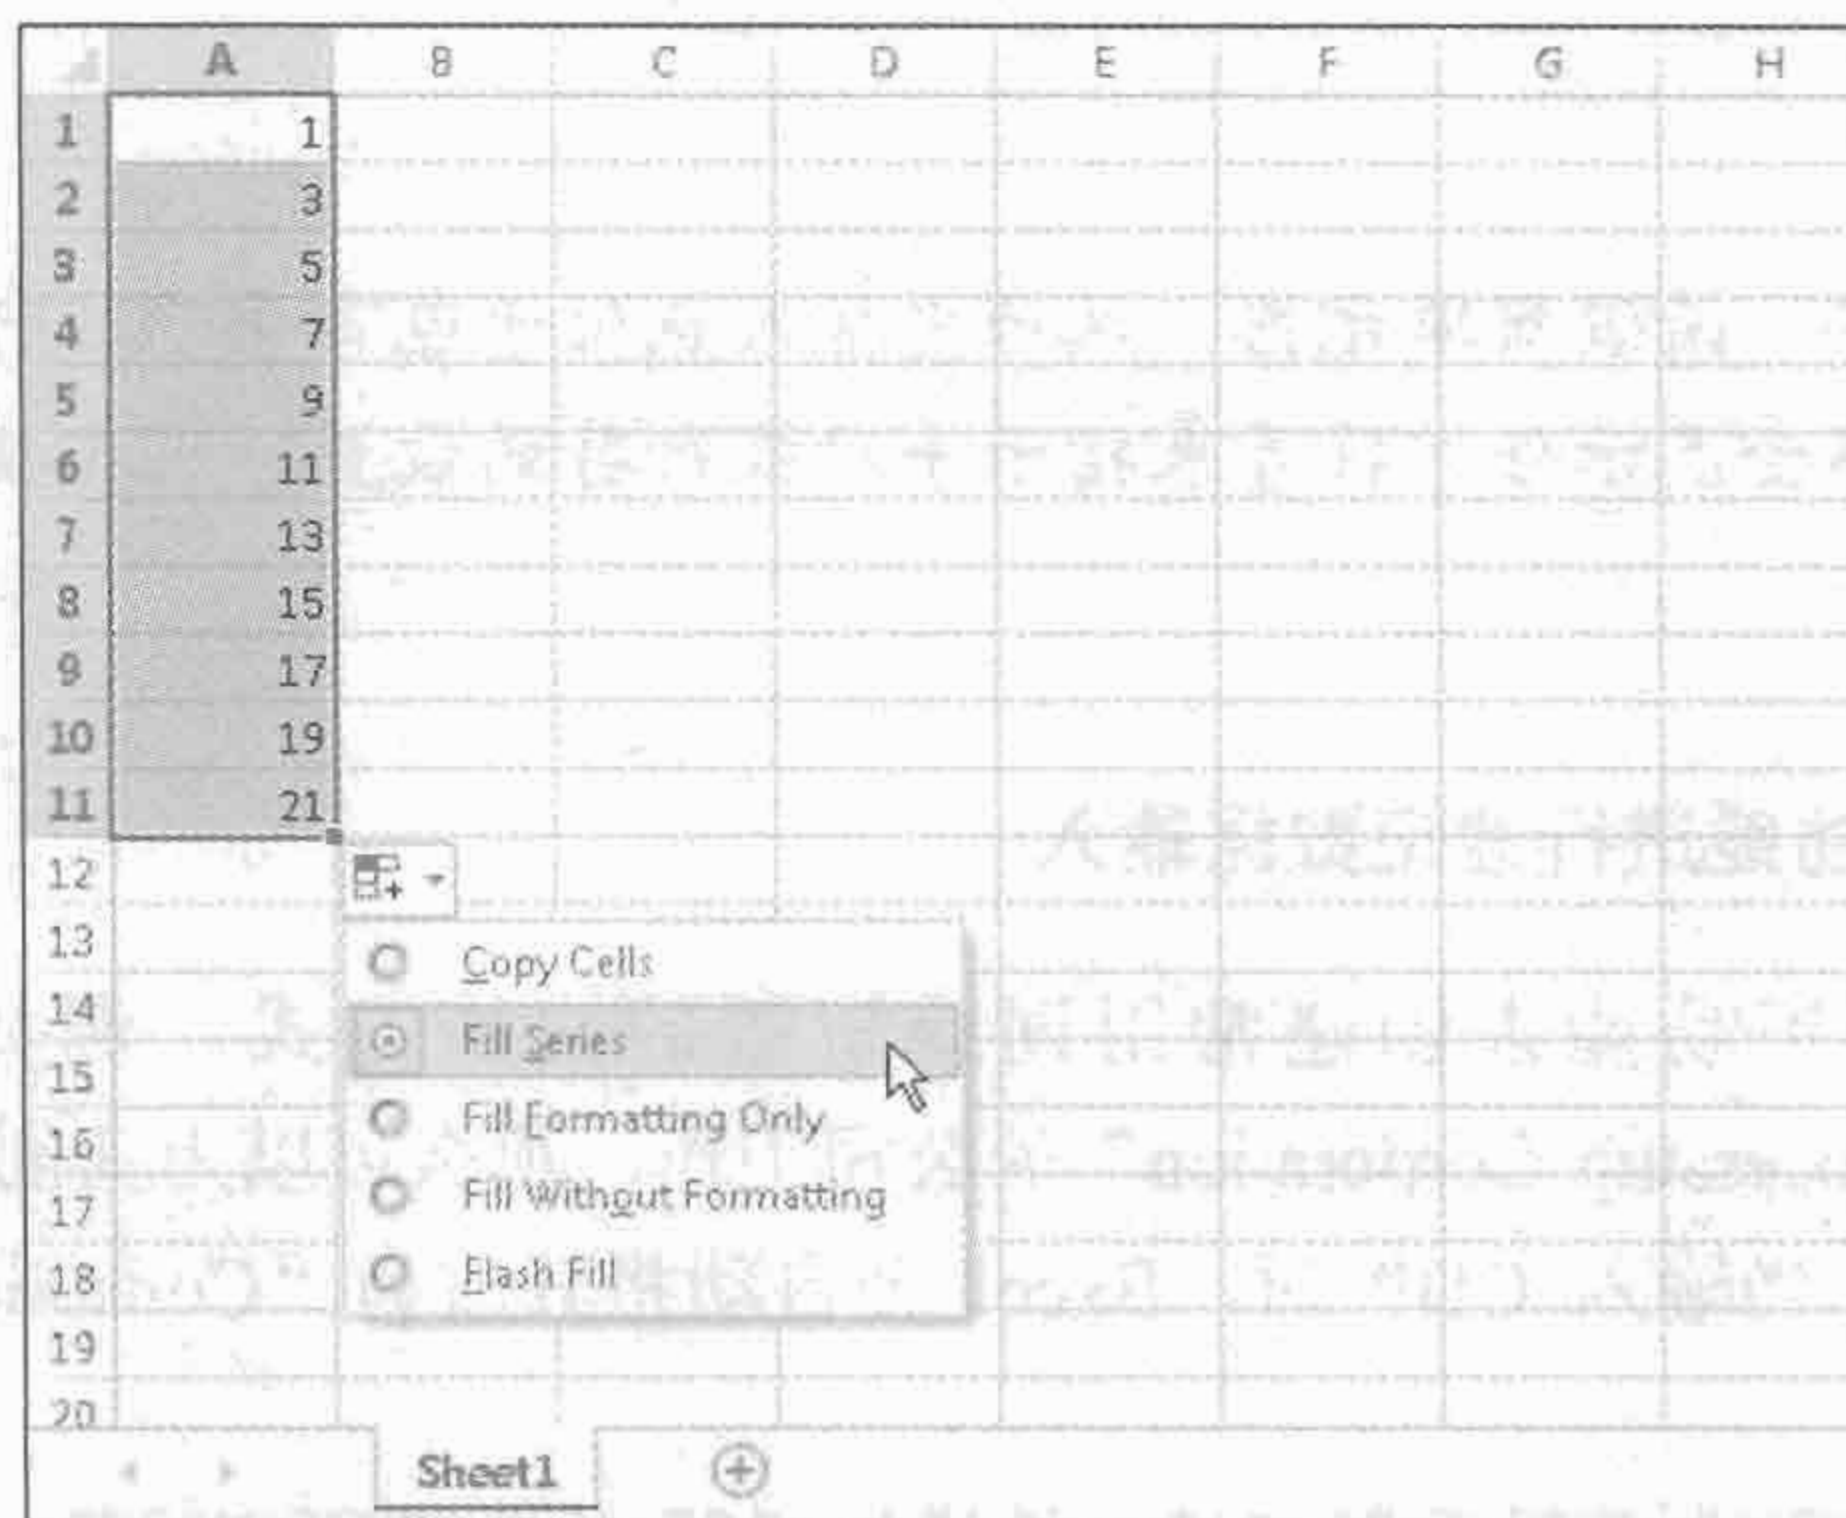 A B C D E F G H
1 1
2 3
3 5
4 7
5 9
6 11
7 13
8 15
9 17
10 19
11 21
12
13
Copy Cells
14
Fill Series
15
16
Fill Formatting Only
17
Fill Without Formatting
18
Flash Fill
19
20
Sheet1